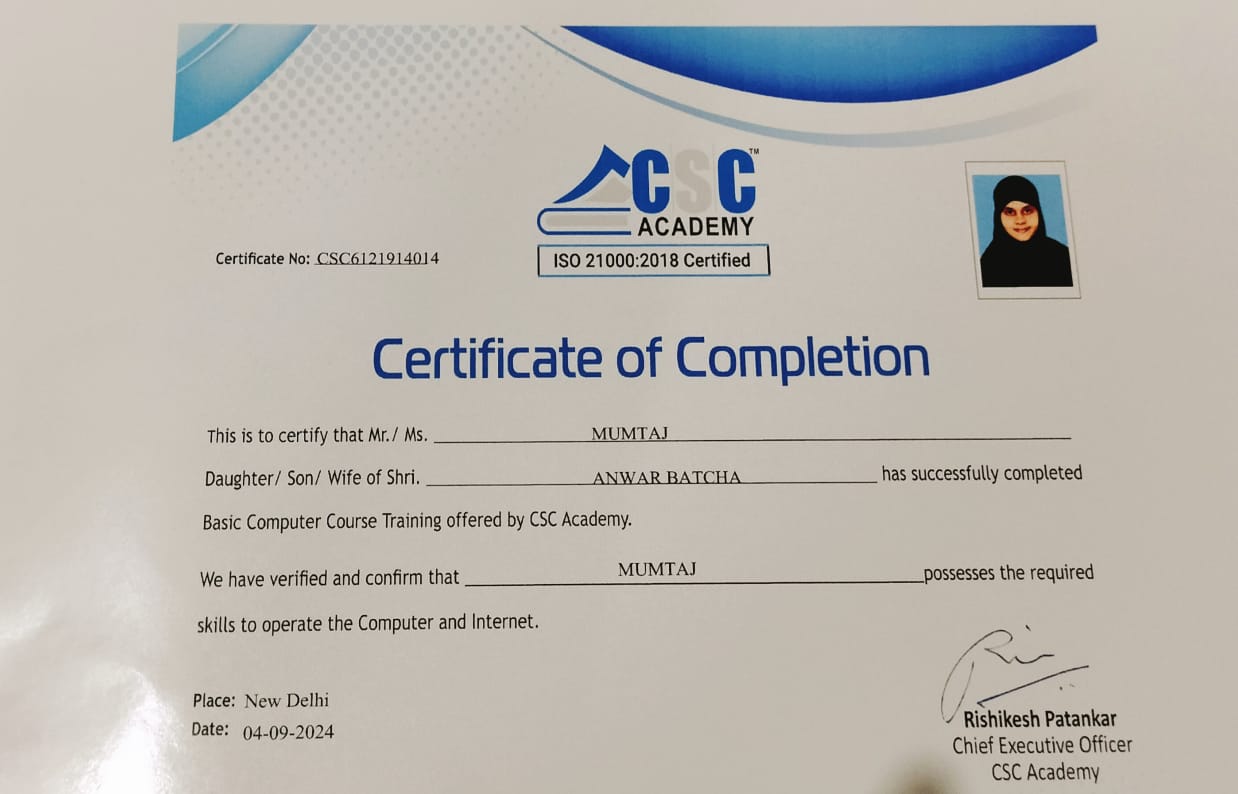 CSC™
ACADEMY
ISO 21000:2018 Certified
Certificate No: CSC6121914014
Certificate of Completion
This is to certify that Mr./ Ms. MUMTAJ
Daughter/ Son/ Wife of Shri. ANWAR BATCHA has successfully completed
Basic Computer Course Training offered by CSC Academy.
We have verified and confirm that MUMTAJ possesses the required
skills to operate the Computer and Internet.
Place: New Delhi
Date: 04-09-2024
Rishikesh Patankar
Chief Executive Officer
CSC Academy